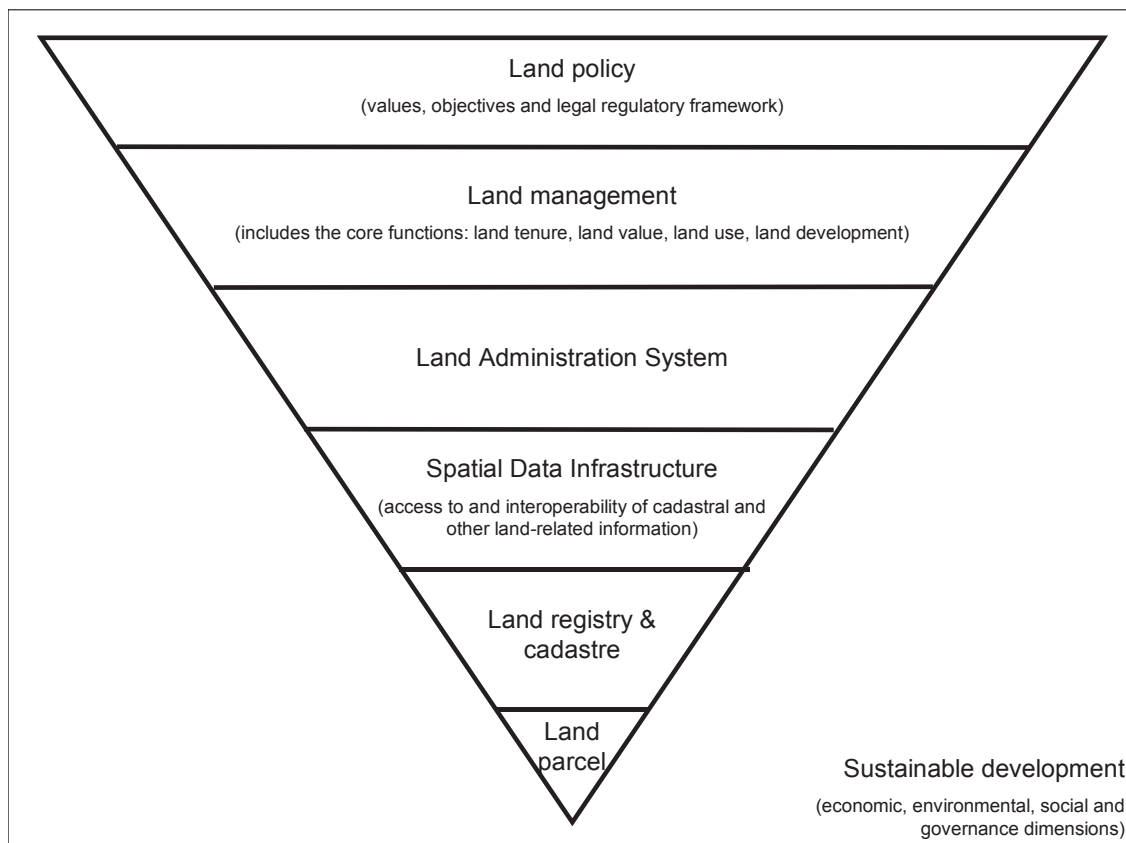 Land policy
(values, objectives and legal regulatory framework)
Land management
(includes the core functions: land tenure, land value, land use, land development)
Land Administration System
Spatial Data Infrastructure
(access to and interoperability of cadastral and
other land-related information)
Land registry &
cadastre
Land
parcel
Sustainable development
(economic, environmental, social and
governance dimensions)